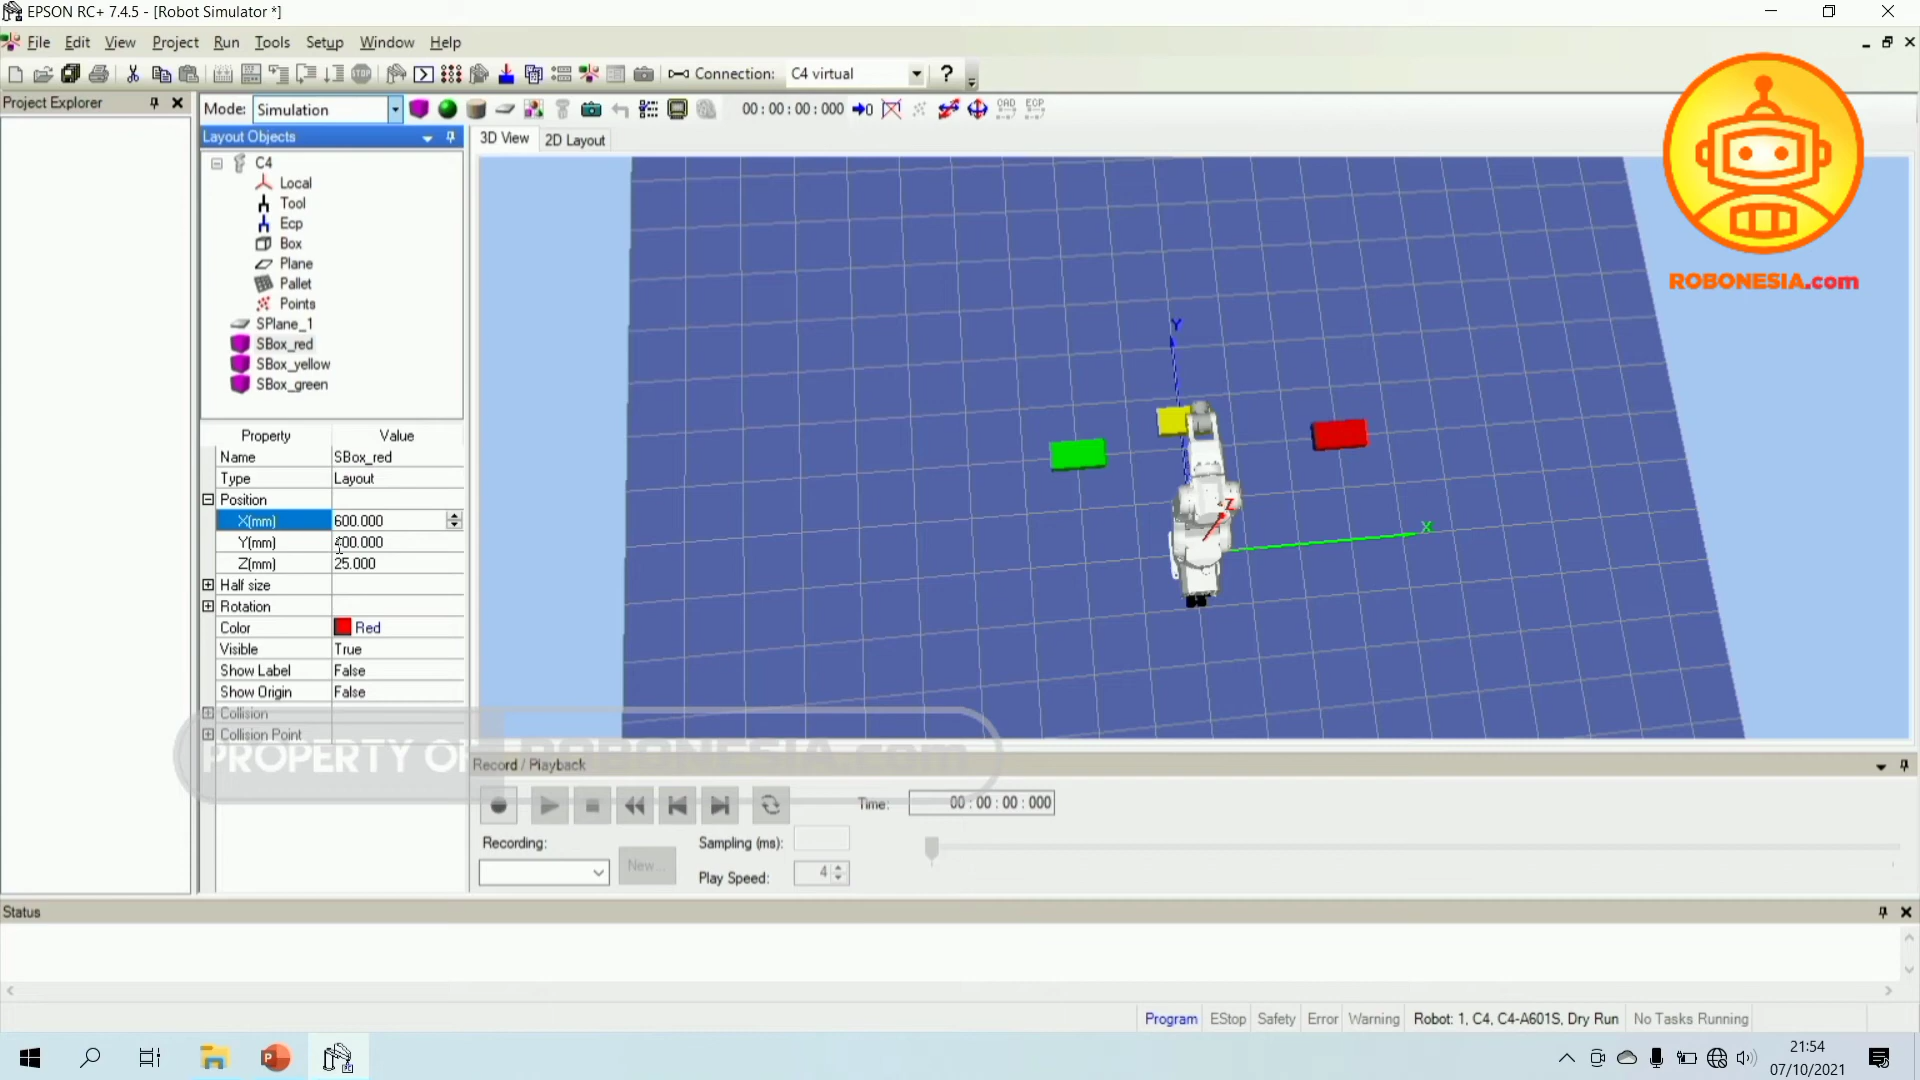 EPSON RC+ 7.4.5 - [Robot Simulator *]
File Edit View Project Run Tools Setup Window Help
Connection: C4 virtual
Project Explorer
Mode: Simulation
00 : 00 : 00 : 000
CAD
ECP
Layout Objects
3D View 2D Layout
C4
Local
Tool
Ecp
Box
Plane
Pallet
Points
SPlane_1
SBox_red
SBox_yellow
SBox_green
Property Value
Name SBox_red
Type Layout
Position
X(mm) 600.000
Y(mm) 400.000
Z(mm) 25.000
Half size
Rotation
Color Red
Visible True
Show Label False
Show Origin False
Collision
Collision Point
Y
Z
X
ROBONESIA.com
PROPERTY OF ROBONESIA.com
Record / Playback
Time: 00 : 00 : 00 : 000
Recording:
New...
Sampling (ms):
Play Speed: 4
Status
Program EStop Safety Error Warning Robot: 1, C4, C4-A601S, Dry Run No Tasks Running
21:54
07/10/2021